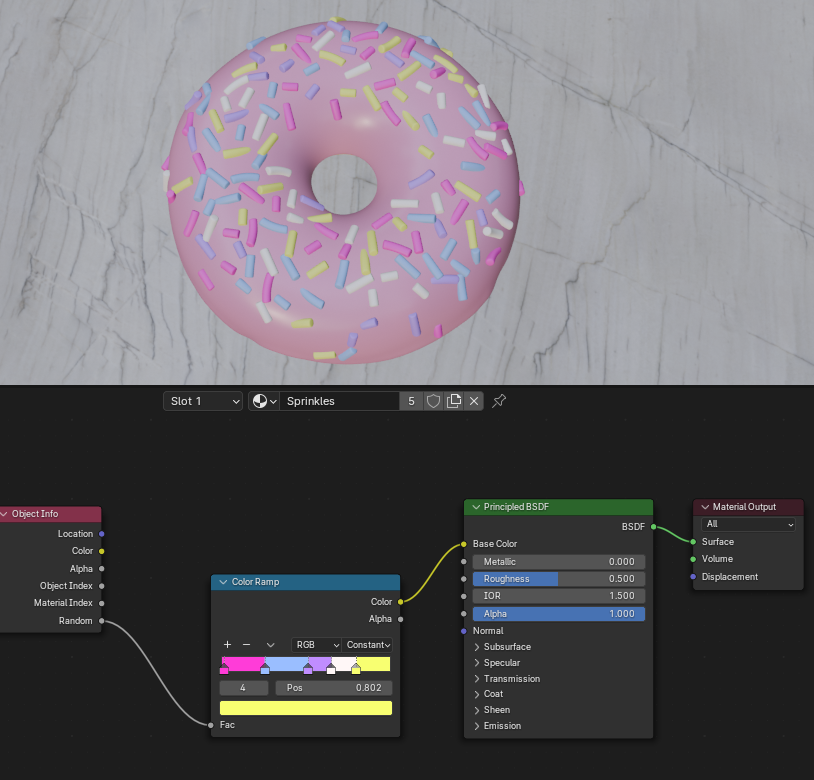 Slot 1
Sprinkles
5
Object Info
Location
Color
Alpha
Object Index
Material Index
Random
Color Ramp
Color
Alpha
RGB
Constant
4
Pos 0.802
Fac
Principled BSDF
BSDF
Base Color
Metallic 0.000
Roughness 0.500
IOR 1.500
Alpha 1.000
Normal
Subsurface
Specular
Transmission
Coat
Sheen
Emission
Material Output
All
Surface
Volume
Displacement